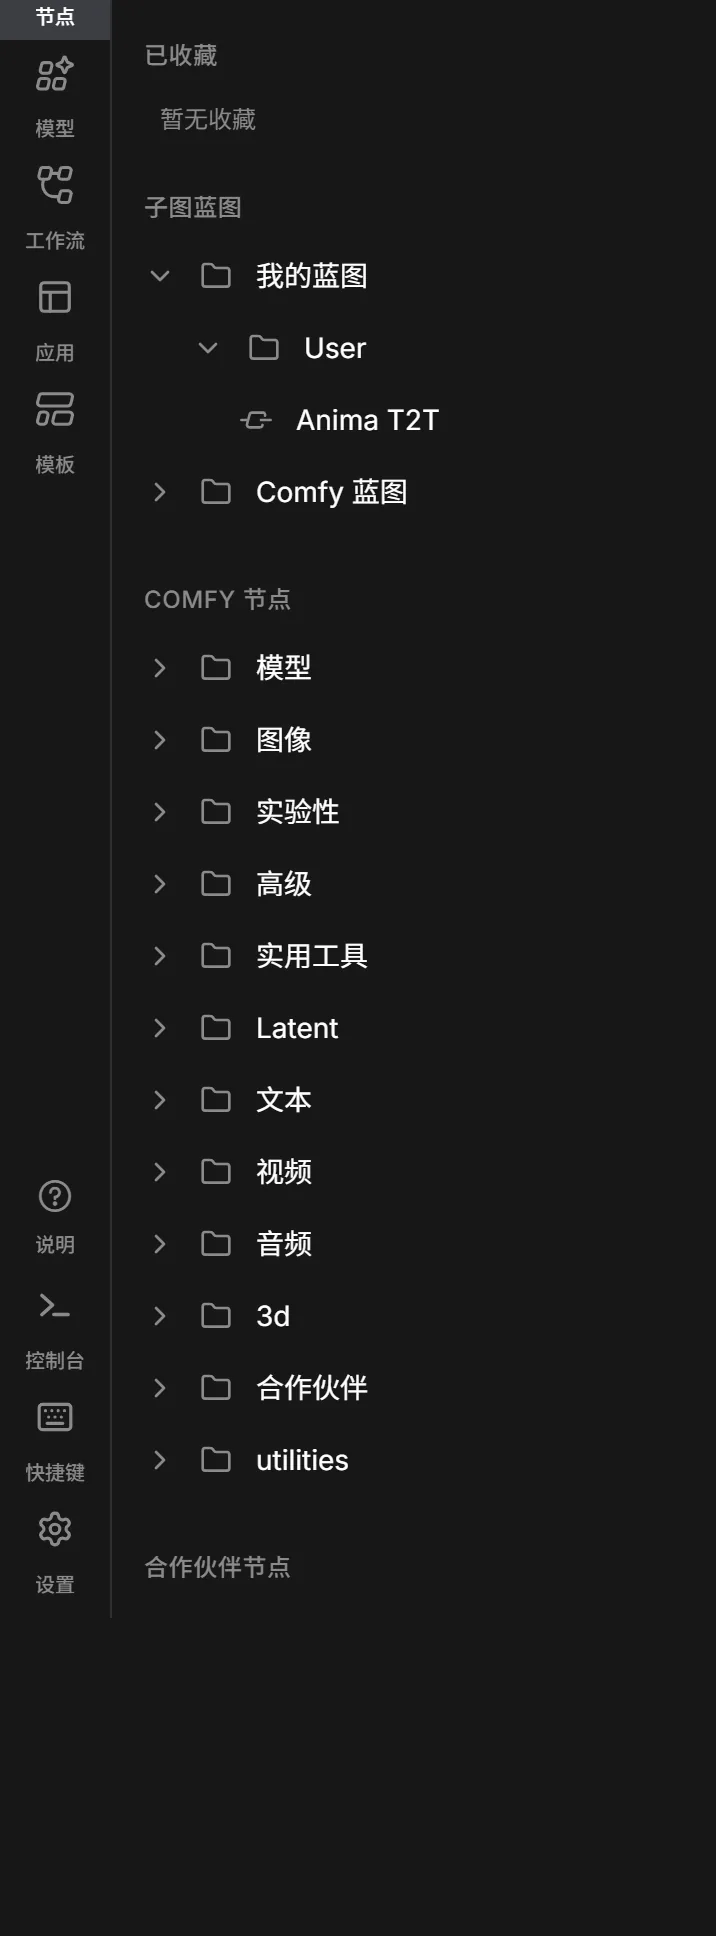 节点
模型
工作流
应用
模板
说明
控制台
快捷键
设置
已收藏
暂无收藏
子图蓝图
我的蓝图
User
Anima T2T
Comfy 蓝图
COMFY 节点
模型
图像
实验性
高级
实用工具
Latent
文本
视频
音频
3d
合作伙伴
utilities
合作伙伴节点